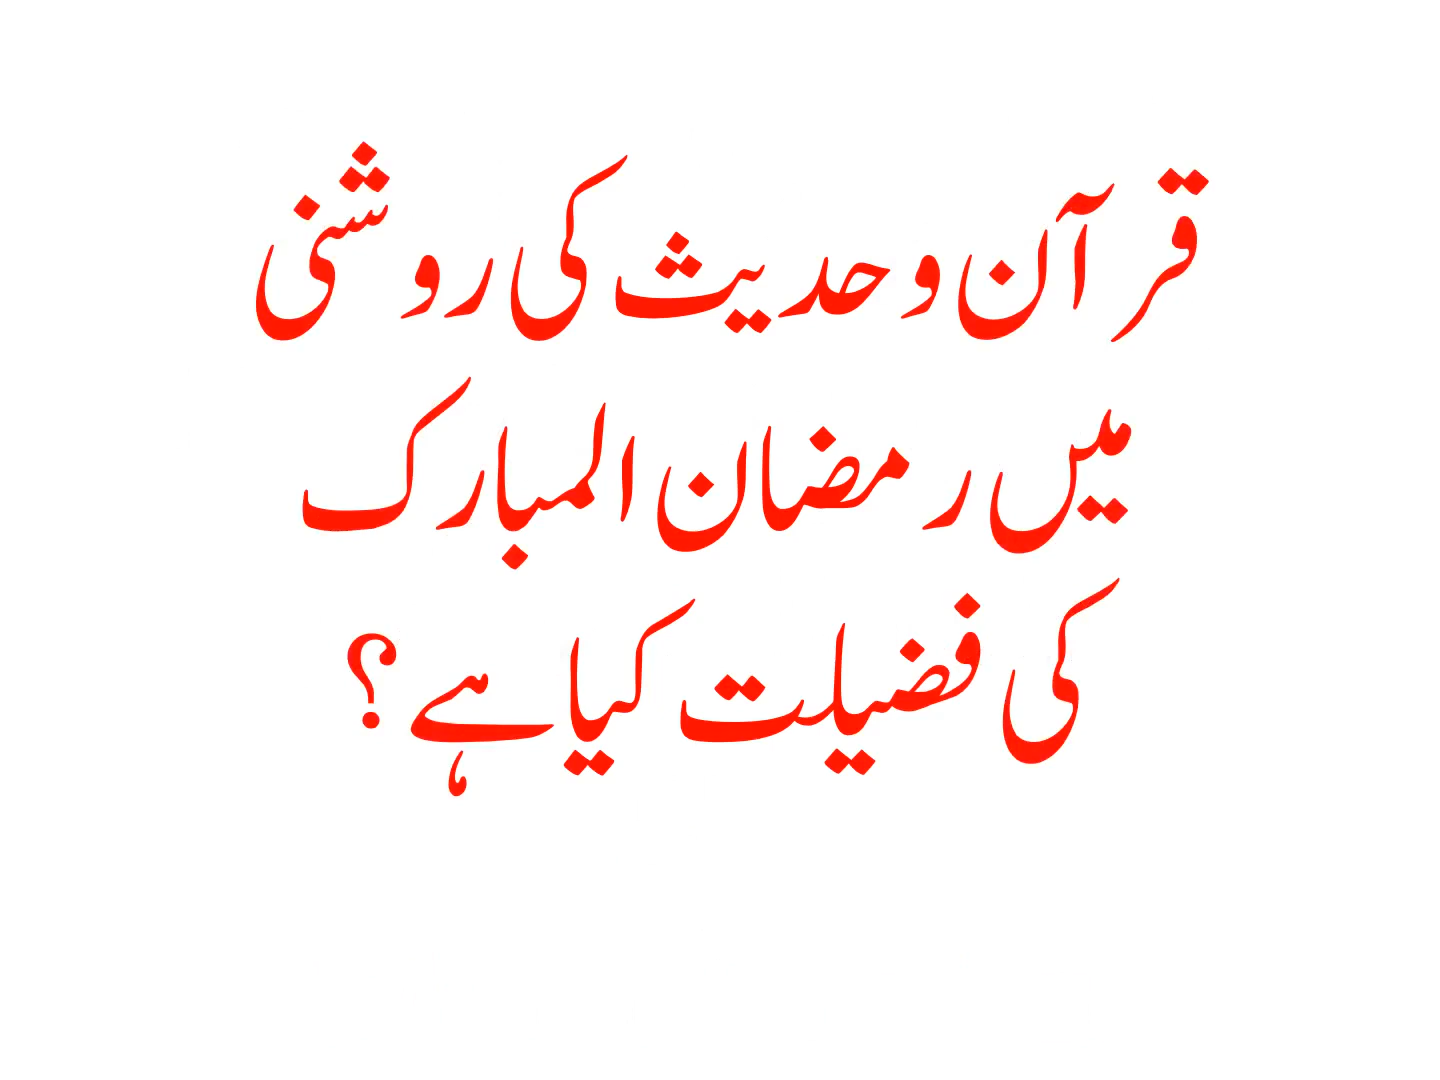 قرآن و حدیث کی روشنی
میں رمضان المبارک
کی فضیلت کیا ہے؟